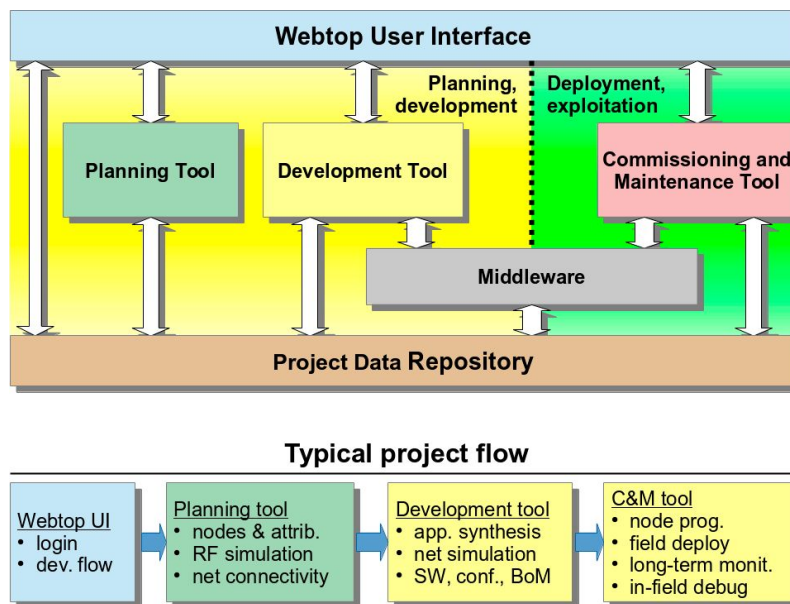 Webtop User Interface
Planning,
development
Deployment,
exploitation
Planning Tool
Development Tool
Commissioning and
Maintenance Tool
Middleware
Project Data Repository
Typical project flow
Webtop UI
• login
• dev. flow
Planning tool
• nodes & attrib.
• RF simulation
• net connectivity
Development tool
• app. synthesis
• net simulation
• SW, conf., BoM
C&M tool
• node prog.
• field deploy
• long-term monit.
• in-field debug